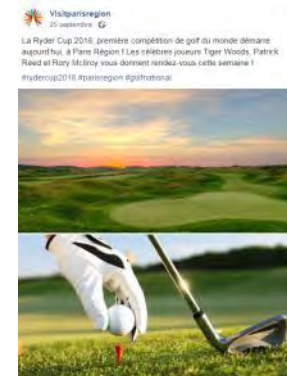 Visitparisregion
25 septembre
La Ryder Cup 2018, première compétition de golf du monde démarre
aujourd'hui, à Paris Région ! Les célèbres joueurs Tiger Woods, Patrick
Reed et Rory McIlroy vous donnent rendez-vous cette semaine !
#rydercup2018 #parisregion #golfnational